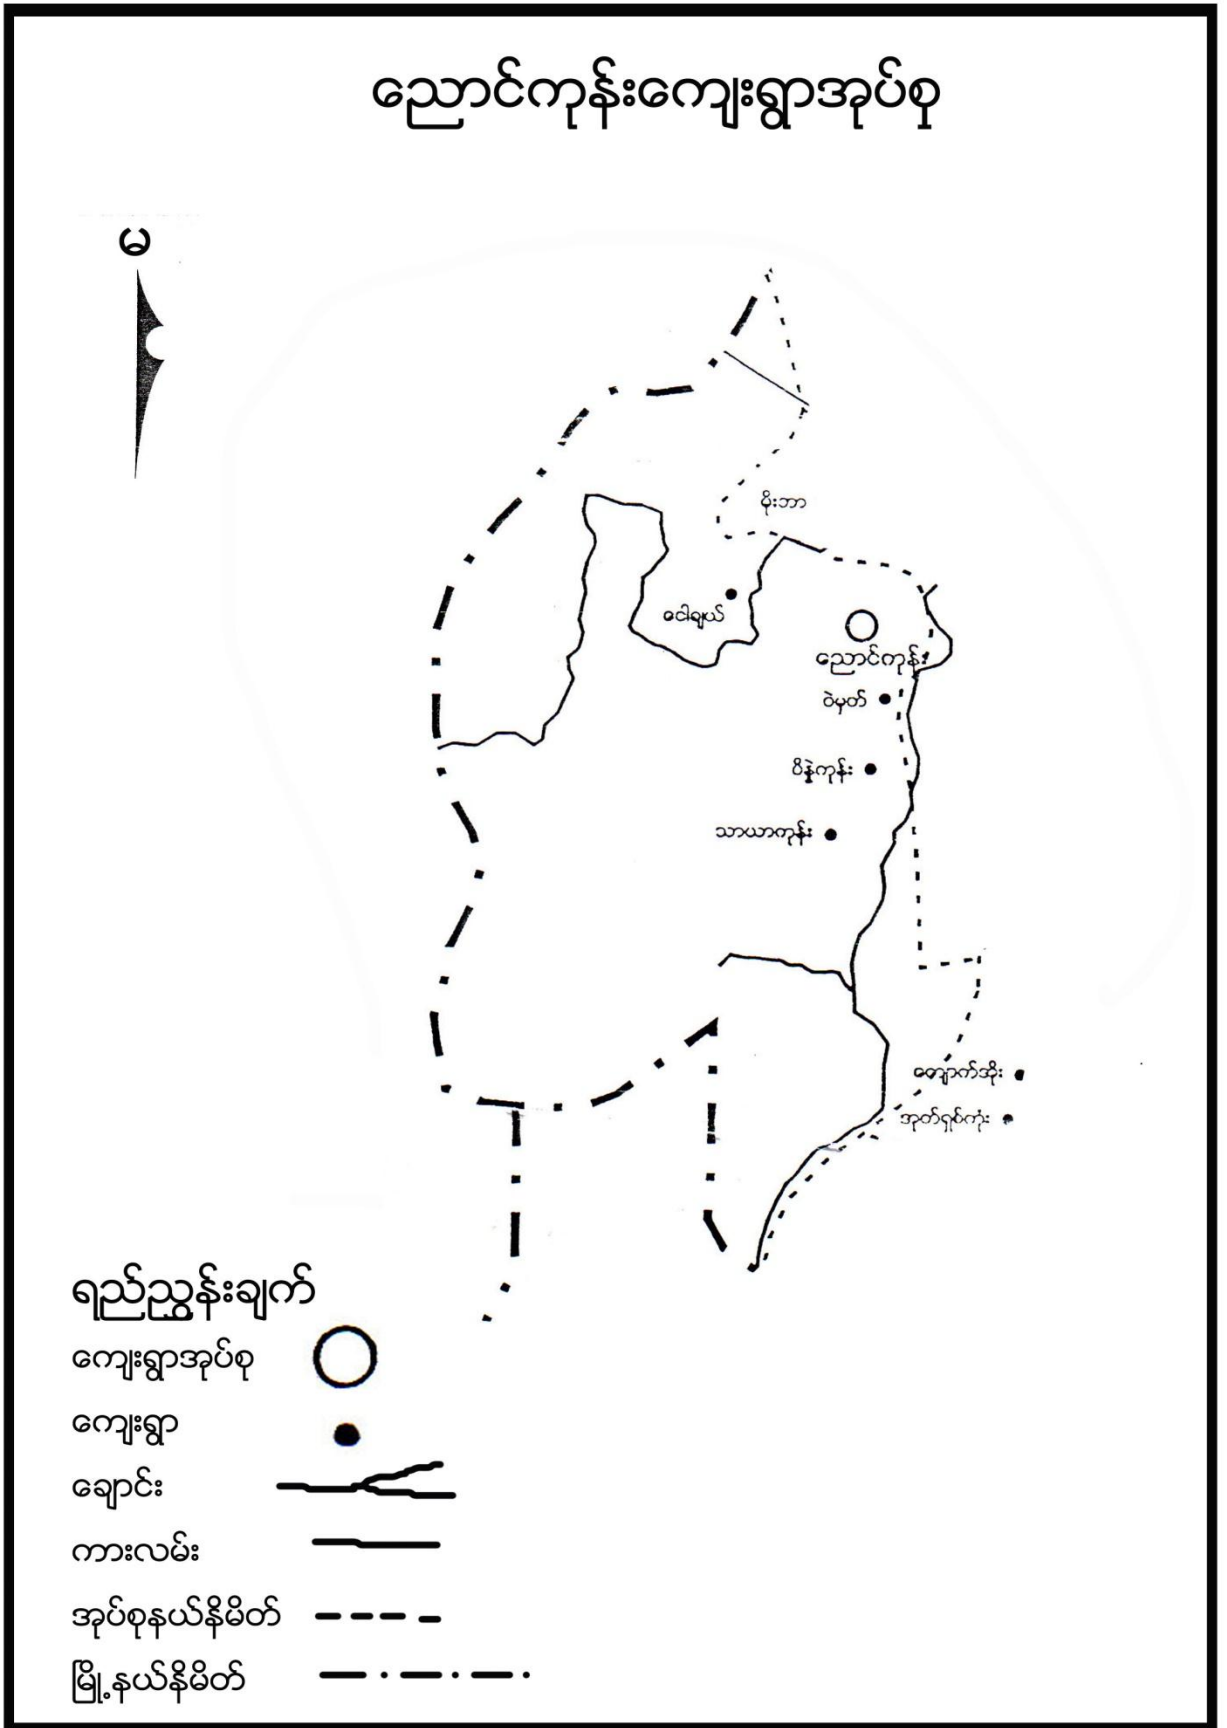 ညောင်ကုန်းကျေးရွာအုပ်စု
မ
ပိုးဘာ
ငေါချယ်
ညောင်ကုန်း
ဝဲမှတ်
ပိန္နဲကုန်း
သာယာကုန်း
ကျောက်အိုး
အုတ်ရှစ်ကုံး
ရည်ညွှန်းချက်
ကျေးရွာအုပ်စု
ကျေးရွာ
ချောင်း
ကားလမ်း
အုပ်စုနယ်နိမိတ်
မြို့နယ်နိမိတ်